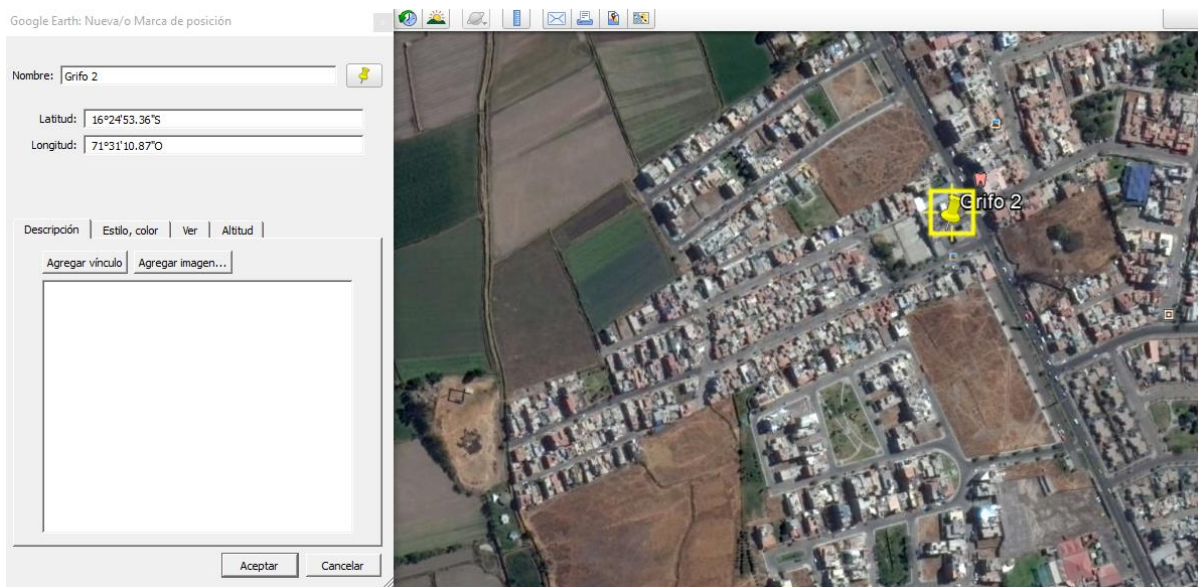 Google Earth: Nueva/o Marca de posición
Nombre: Grifo 2
Latitud: 16°24'53.36"S
Longitud: 71°31'10.87"O
Descripción Estilo, color Ver Altitud
Agregar vínculo Agregar imagen...
Aceptar Cancelar
Grifo 2